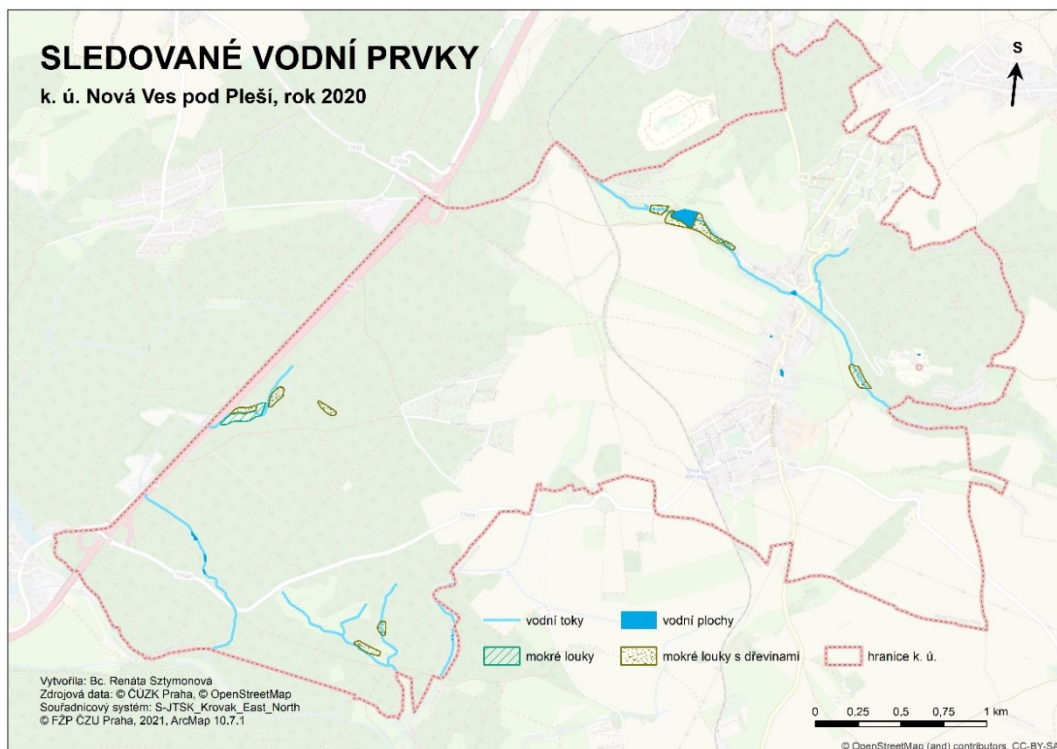 SLEDOVANÉ VODNÍ PRVKY
k. ú. Nová Ves pod Pleší, rok 2020
S
vodní toky
vodní plochy
mokré louky
mokré louky s dřevinami
hranice k. ú.
Vytvořila: Bc. Renáta Sztymonová
Zdrojová data: © ČÚZK Praha, © OpenStreetMap
Souřadnicový systém: S-JTSK_Krovak_East_North
© FŽP ČZU Praha, 2021, ArcMap 10.7.1
0 0,25 0,5 0,75 1 km
© OpenStreetMap (and) contributors, CC-BY-SA